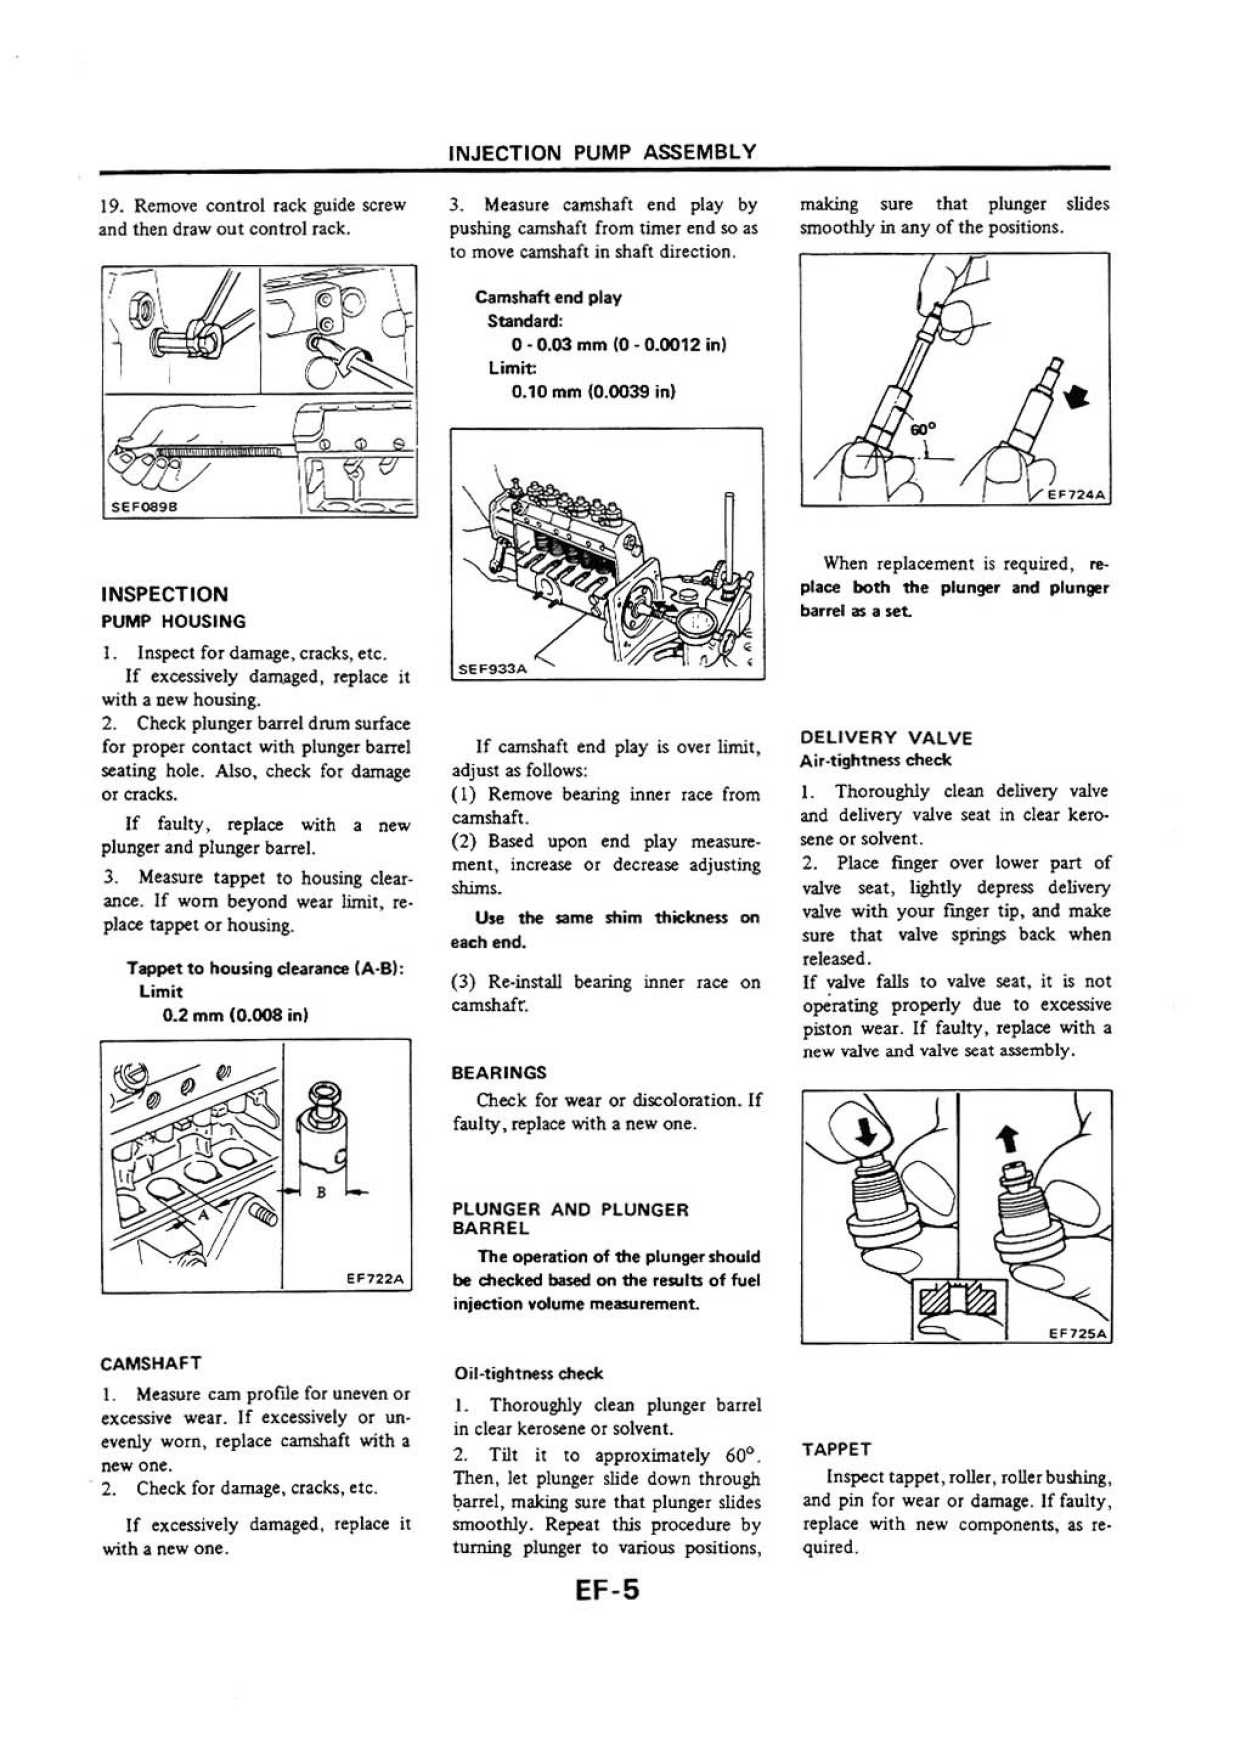 INJECTION PUMP ASSEMBLY
19. Remove control rack guide screw
and then draw out control rack.
SEF089B
INSPECTION
PUMP HOUSING
1. Inspect for damage, cracks, etc.
If excessively damaged, replace it
with a new housing.
2. Check plunger barrel drum surface
for proper contact with plunger barrel
seating hole. Also, check for damage
or cracks.
If faulty, replace with a new
plunger and plunger barrel.
3. Measure tappet to housing clear-
ance. If worn beyond wear limit, re-
place tappet or housing.
Tappet to housing clearance (A-B):
Limit
0.2 mm (0.008 in)
A
B
EF722A
CAMSHAFT
1. Measure cam profile for uneven or
excessive wear. If excessively or un-
evenly worn, replace camshaft with a
new one.
2. Check for damage, cracks, etc.
If excessively damaged, replace it
with a new one.
3. Measure camshaft end play by
pushing camshaft from timer end so as
to move camshaft in shaft direction.
Camshaft end play
Standard:
0 - 0.03 mm (0 - 0.0012 in)
Limit:
0.10 mm (0.0039 in)
SEF933A
If camshaft end play is over limit,
adjust as follows:
(1) Remove bearing inner race from
camshaft.
(2) Based upon end play measure-
ment, increase or decrease adjusting
shims.
Use the same shim thickness on
each end.
(3) Re-install bearing inner race on
camshaft.
BEARINGS
Check for wear or discoloration. If
faulty, replace with a new one.
PLUNGER AND PLUNGER
BARREL
The operation of the plunger should
be checked based on the results of fuel
injection volume measurement.
Oil-tightness check
1. Thoroughly clean plunger barrel
in clear kerosene or solvent.
2. Tilt it to approximately 60°.
Then, let plunger slide down through
barrel, making sure that plunger slides
smoothly. Repeat this procedure by
turning plunger to various positions,
making sure that plunger slides
smoothly in any of the positions.
60°
EF724A
When replacement is required, re-
place both the plunger and plunger
barrel as a set.
DELIVERY VALVE
Air-tightness check
1. Thoroughly clean delivery valve
and delivery valve seat in clear kero-
sene or solvent.
2. Place finger over lower part of
valve seat, lightly depress delivery
valve with your finger tip, and make
sure that valve springs back when
released.
If valve falls to valve seat, it is not
operating properly due to excessive
piston wear. If faulty, replace with a
new valve and valve seat assembly.
EF725A
TAPPET
Inspect tappet, roller, roller bushing,
and pin for wear or damage. If faulty,
replace with new components, as re-
quired.
EF-5